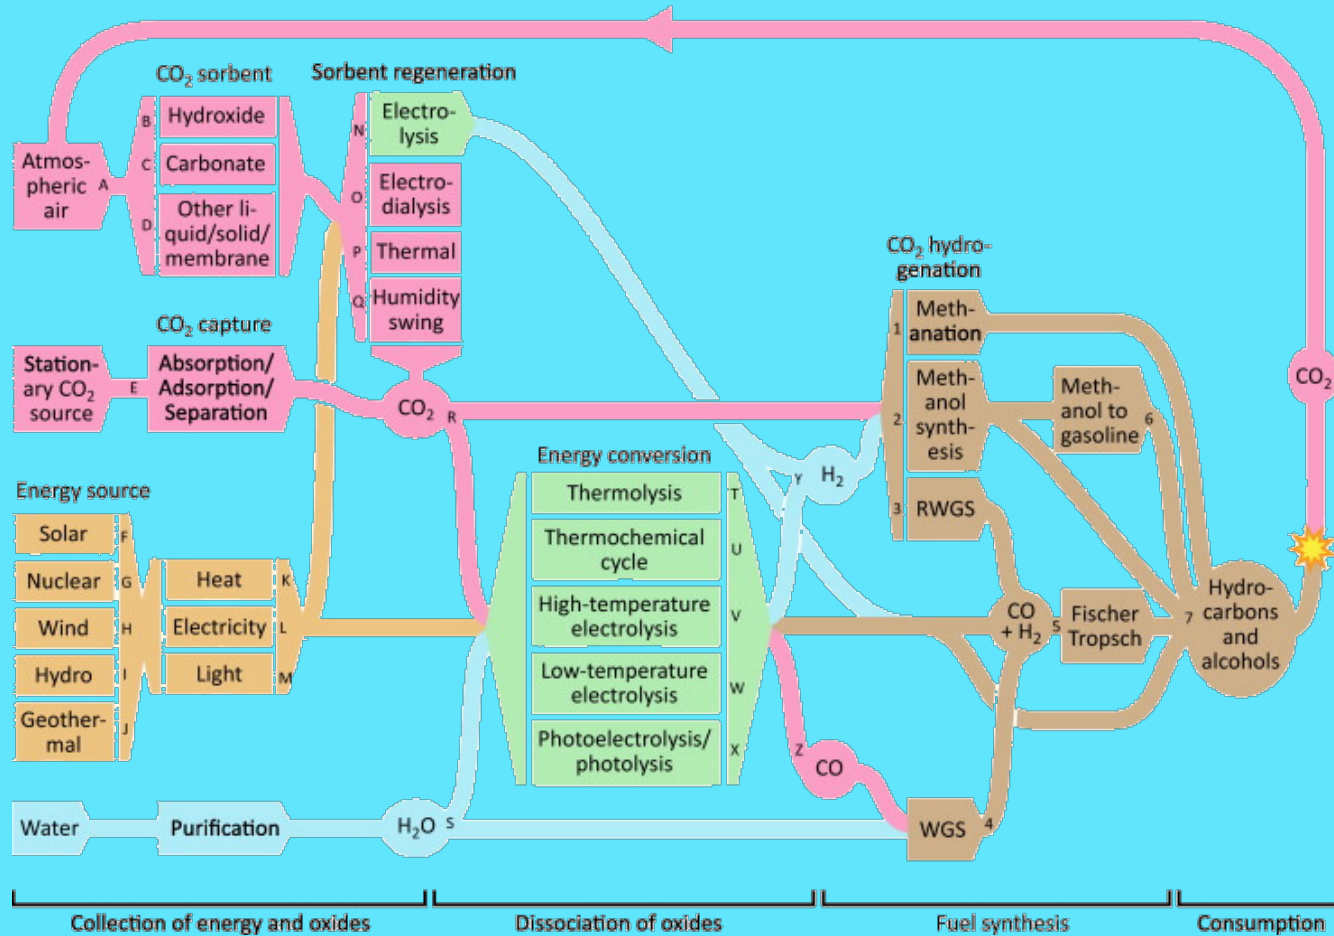 CO₂ sorbent
Sorbent regeneration
Atmos-
pheric
air
A
B
Hydroxide
C
Carbonate
D
Other li-
quid/solid/
membrane
N
Electro-
lysis
O
Electro-
dialysis
P
Thermal
Q
Humidity
swing
CO₂ capture
Station-
ary CO₂
source
E
Absorption/
Adsorption/
Separation
CO₂
R
Energy source
Solar
F
Nuclear
G
Wind
H
Hydro
I
Geother-
mal
J
Heat
K
Electricity
L
Light
M
Water
Purification
H₂O
S
Energy conversion
Thermolysis
T
Thermochemical
cycle
U
High-temperature
electrolysis
V
Low-temperature
electrolysis
W
Photoelectrolysis/
photolysis
X
Y
H₂
Z
CO
CO₂ hydro-
genation
1
Meth-
anation
2
Meth-
anol
synth-
esis
3
RWGS
Meth-
anol to
gasoline
6
CO
+ H₂
5
Fischer
Tropsch
WGS
4
7
Hydro-
carbons
and
alcohols
CO₂
Collection of energy and oxides
Dissociation of oxides
Fuel synthesis
Consumption